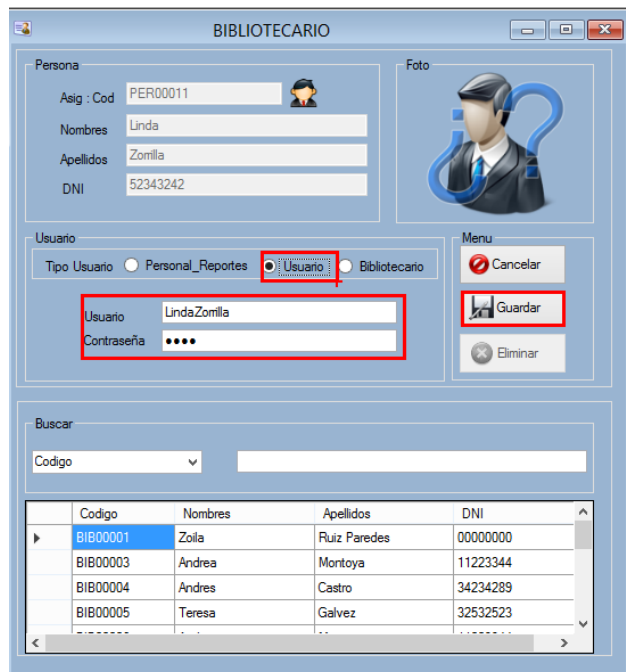 BIBLIOTECARIO
Persona
Asig : Cod PER00011
Nombres Linda
Apellidos Zorrilla
DNI 52343242
Foto
Usuario
Tipo Usuario Personal_Reportes Usuario Bibliotecario
Usuario LindaZorrilla
Contraseña ••••
Menu
Cancelar
Guardar
Eliminar
Buscar
Codigo
Codigo Nombres Apellidos DNI
BIB00001 Zoila Ruiz Paredes 00000000
BIB00003 Andrea Montoya 11223344
BIB00004 Andres Castro 34234289
BIB00005 Teresa Galvez 32532523